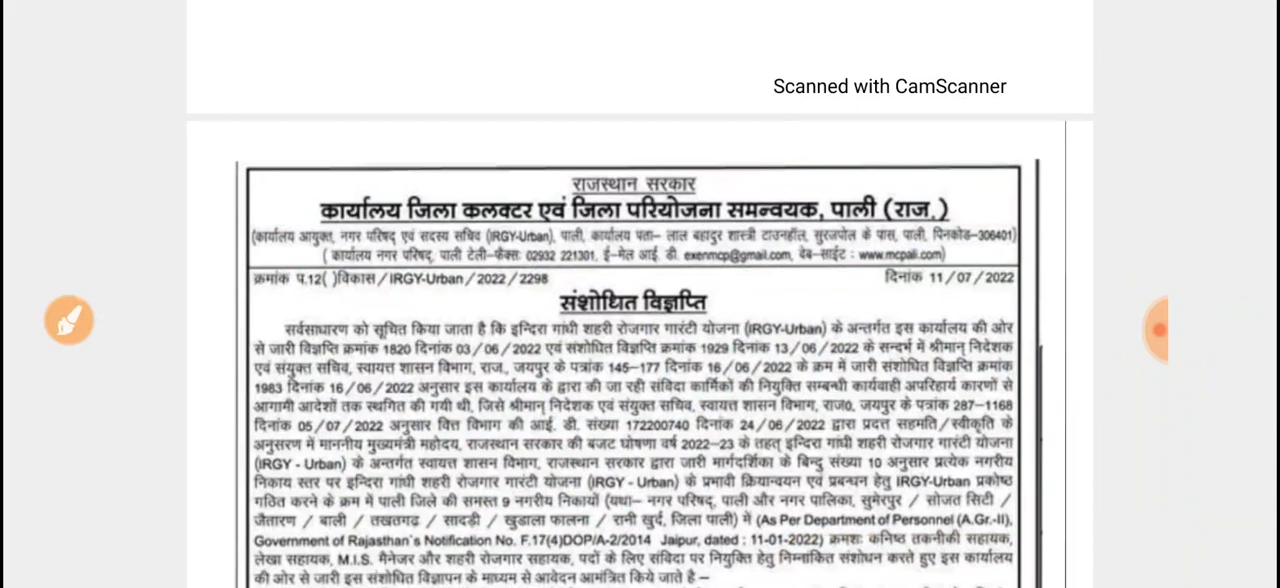 Scanned with CamScanner
राजस्थान सरकार
कार्यालय जिला कलक्टर एवं जिला परियोजना समन्वयक, पाली (राज.)
(कार्यालय आयुक्त, नगर परिषद् एवं सदस्य सचिव (IRGY-Urban), पाली, कार्यालय पता– लाल बहादुर शास्त्री टाउनहॉल, सुरजपोल के पास, पाली, पिनकोड–306401)
( कार्यालय नगर परिषद्, पाली टेली–फैक्सः 02932 221301, ई–मेल आई. डी. exenmcp@gmail.com, वेब–साईट : www.mcpali.com)
क्रमांक प.12( )विकास/IRGY-Urban/2022/2298 दिनांक 11/07/2022
संशोधित विज्ञप्ति
सर्वसाधारण को सूचित किया जाता है कि इन्दिरा गांधी शहरी रोजगार गारंटी योजना (IRGY-Urban) के अन्तर्गत इस कार्यालय की ओर
से जारी विज्ञप्ति क्रमांक 1820 दिनांक 03/06/2022 एवं संशोधित विज्ञप्ति क्रमांक 1929 दिनांक 13/06/2022 के सन्दर्भ में श्रीमान् निदेशक
एवं संयुक्त सचिव, स्वायत्त शासन विभाग, राज., जयपुर के पत्रांक 145–177 दिनांक 16/06/2022 के क्रम में जारी संशोधित विज्ञप्ति क्रमांक
1983 दिनांक 16/06/2022 अनुसार इस कार्यालय के द्वारा की जा रही संविदा कार्मिकों की नियुक्ति सम्बन्धी कार्यवाही अपरिहार्य कारणों से
आगामी आदेशों तक स्थगित की गयी थी, जिसे श्रीमान् निदेशक एवं संयुक्त सचिव, स्वायत्त शासन विभाग, राज0, जयपुर के पत्रांक 287–1168
दिनांक 05/07/2022 अनुसार वित्त विभाग की आई. डी. संख्या 172200740 दिनांक 24/06/2022 द्वारा प्रदत्त सहमति/स्वीकृति के
अनुसरण में माननीय मुख्यमंत्री महोदय, राजस्थान सरकार की बजट घोषणा वर्ष 2022–23 के तहत् इन्दिरा गांधी शहरी रोजगार गारंटी योजना
(IRGY - Urban) के अन्तर्गत स्वायत्त शासन विभाग, राजस्थान सरकार द्वारा जारी मार्गदर्शिका के बिन्दु संख्या 10 अनुसार प्रत्येक नगरीय
निकाय स्तर पर इन्दिरा गांधी शहरी रोजगार गारंटी योजना (IRGY - Urban) के प्रभावी क्रियान्वयन एवं प्रबन्धन हेतु IRGY-Urban प्रकोष्ठ
गठित करने के क्रम में पाली जिले की समस्त 9 नगरीय निकायों (यथा– नगर परिषद्, पाली और नगर पालिका, सुमेरपुर / सोजत सिटी /
जैतारण / बाली / तखतगढ़ / सादड़ी / खुडाला फालना / रानी खुर्द, जिला पाली) में (As Per Department of Personnel (A.Gr.-II),
Government of Rajasthan's Notification No. F.17(4)DOP/A-2/2014 Jaipur, dated : 11-01-2022) क्रमशः कनिष्ठ तकनीकी सहायक,
लेखा सहायक, M.I.S. मैनेजर और शहरी रोजगार सहायक, पदों के लिए संविदा पर नियुक्ति हेतु निम्नांकित संशोधन करते हुए इस कार्यालय
की ओर से जारी इस संशोधित विज्ञापन के माध्यम से आवेदन आमंत्रित किये जाते है –